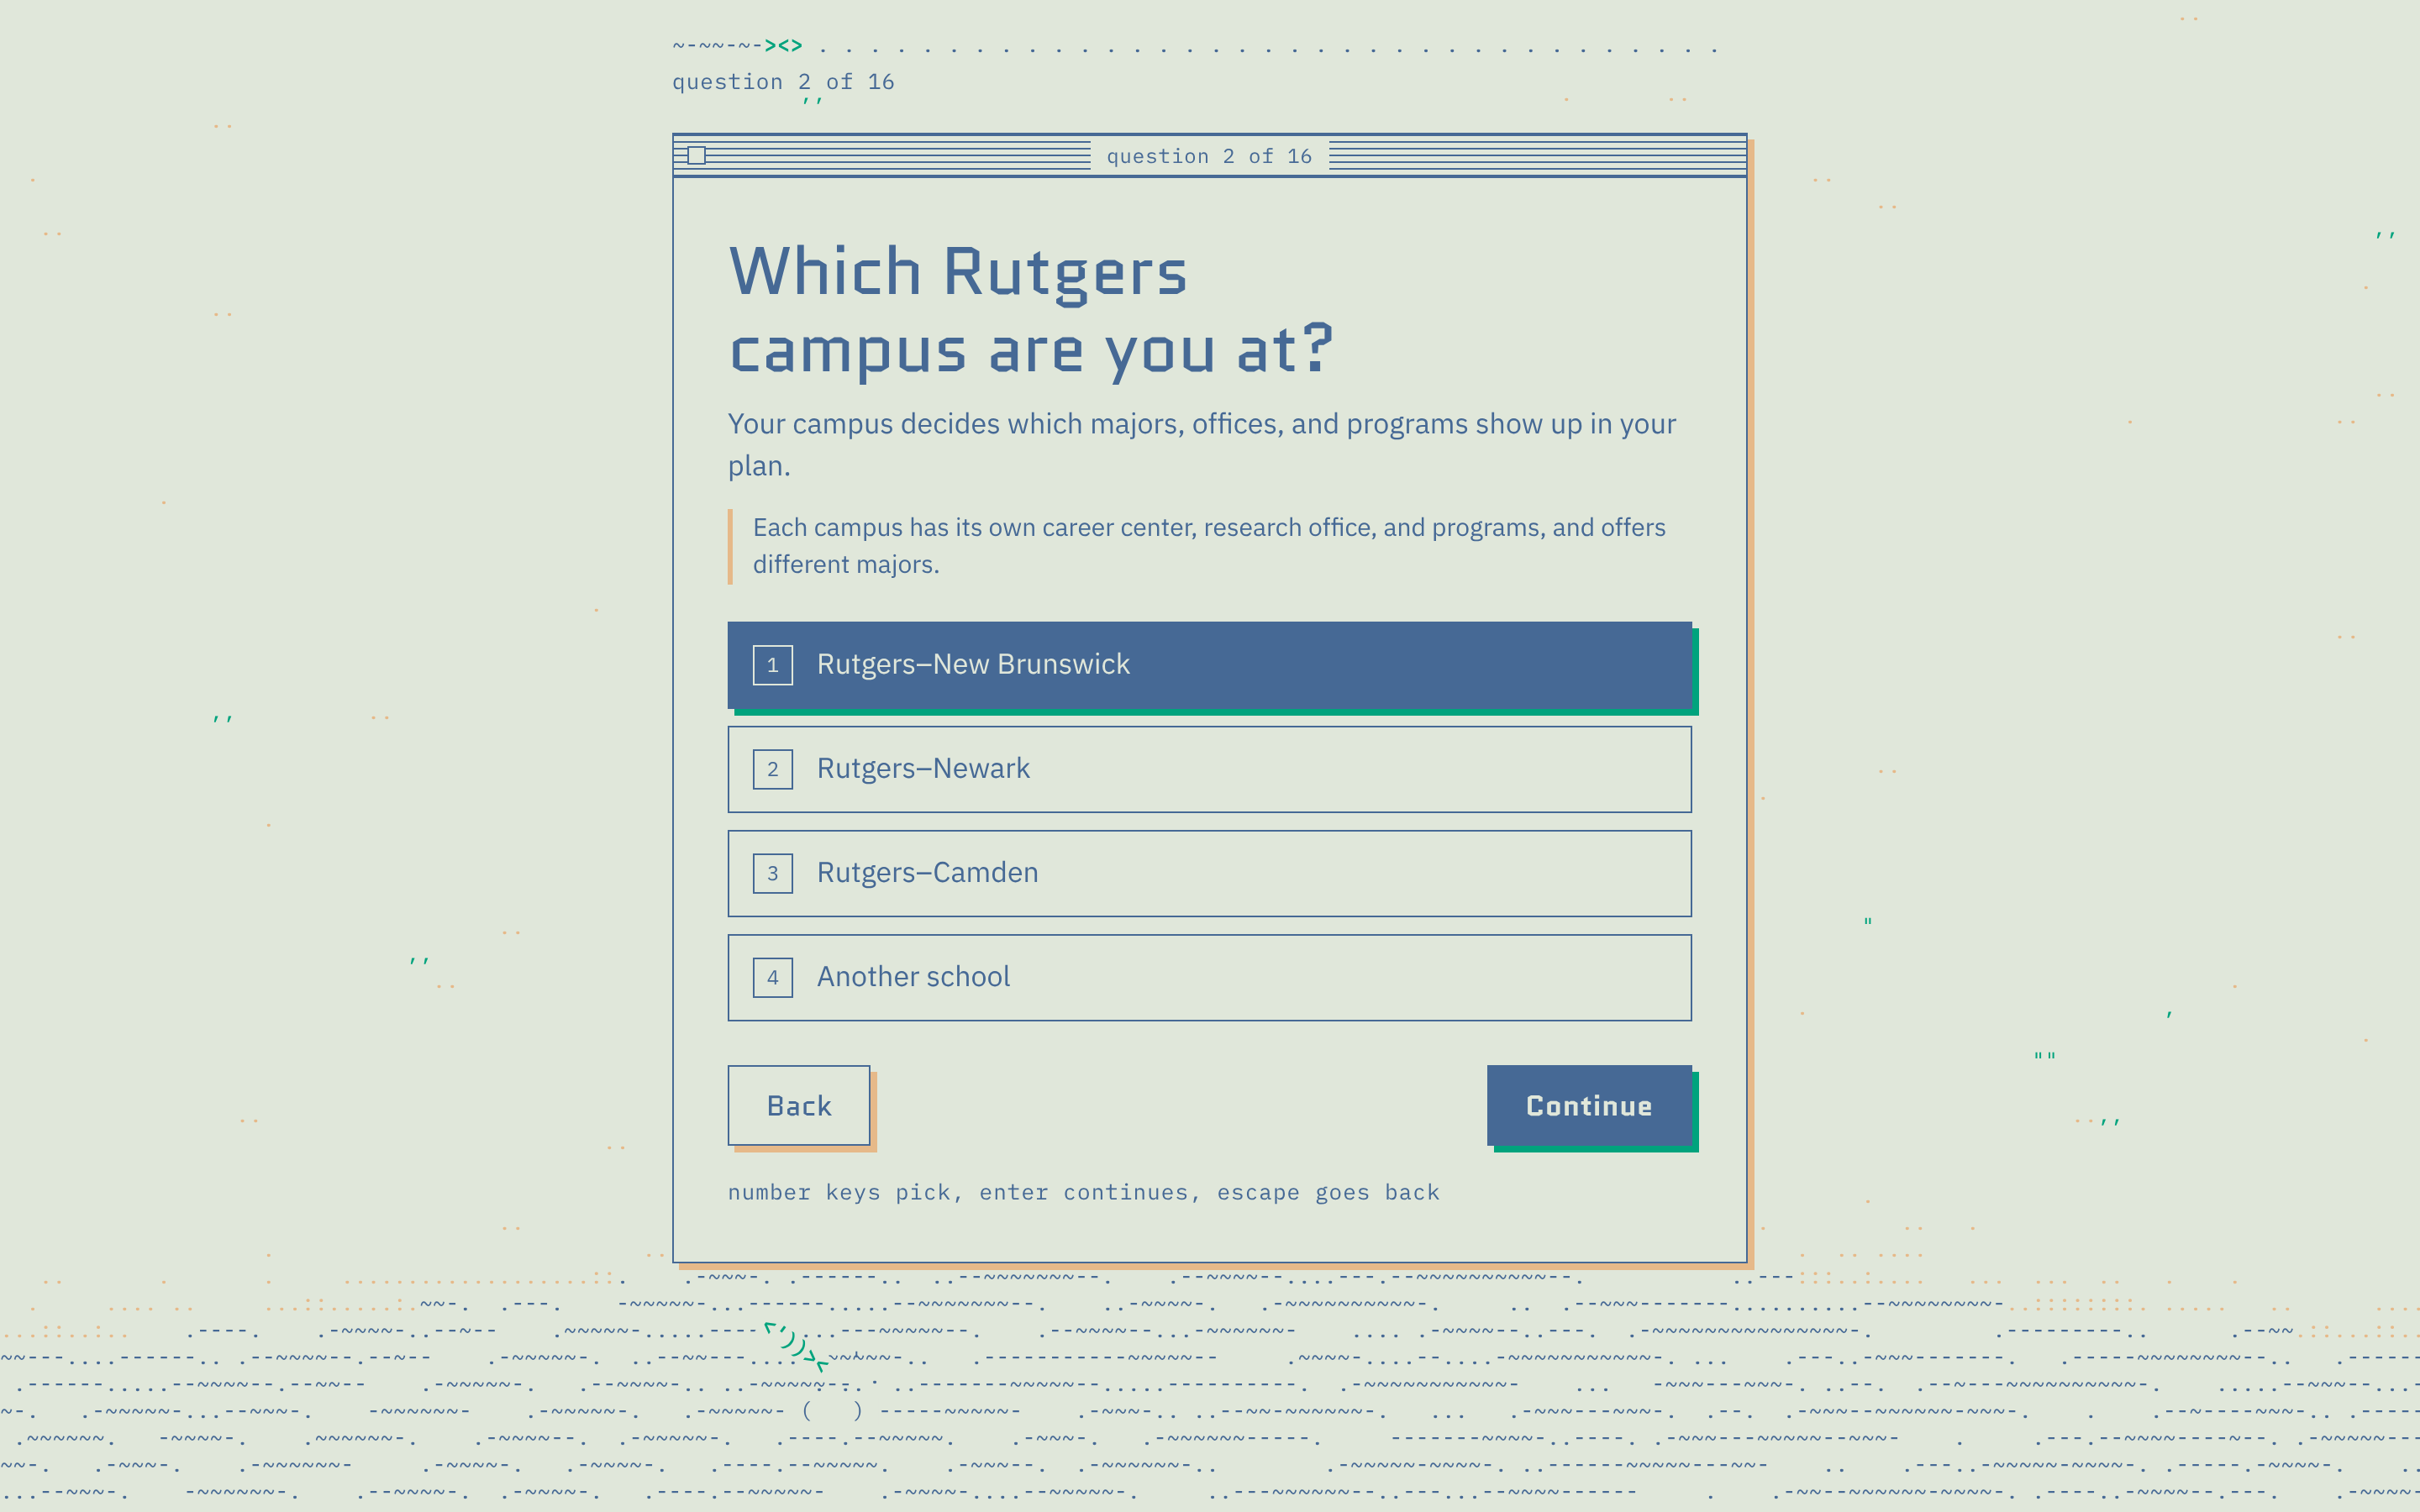 question 2 of 16
question 2 of 16
Which Rutgers
campus are you at?
Your campus decides which majors, offices, and programs show up in your
plan.
Each campus has its own career center, research office, and programs, and offers
different majors.
1 Rutgers–New Brunswick
2 Rutgers–Newark
3 Rutgers–Camden
4 Another school
Back
Continue
number keys pick, enter continues, escape goes back